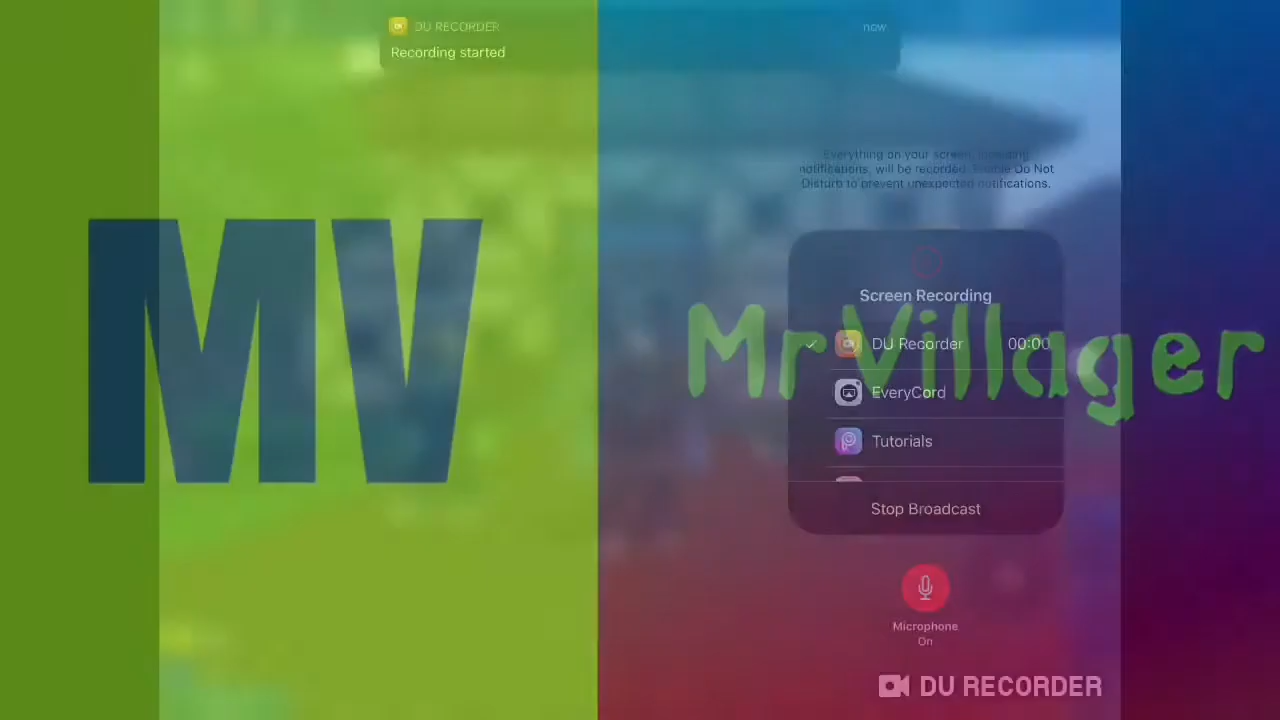 DU RECORDER
now
Recording started
Everything on your screen, including
notifications, will be recorded. Enable Do Not
Disturb to prevent unexpected notifications.
MV
Screen Recording
MrVillager
DU Recorder 00:00
EveryCord
Tutorials
Stop Broadcast
Microphone
On
DU RECORDER